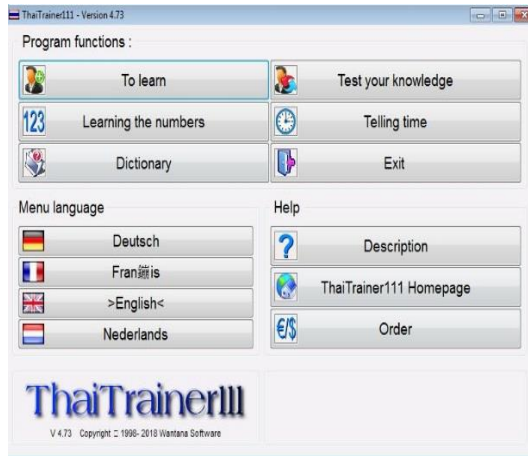 ThaiTrainer111 - Version 4.73
Program functions :
To learn
Test your knowledge
123
Learning the numbers
Telling time
Dictionary
Exit
Menu language
Help
Deutsch
Description
Fran鏰is
ThaiTrainer111 Homepage
>English<
€/$
Order
Nederlands
ThaiTrainer111
V 4.73 Copyright □ 1998- 2018 Wantana Software